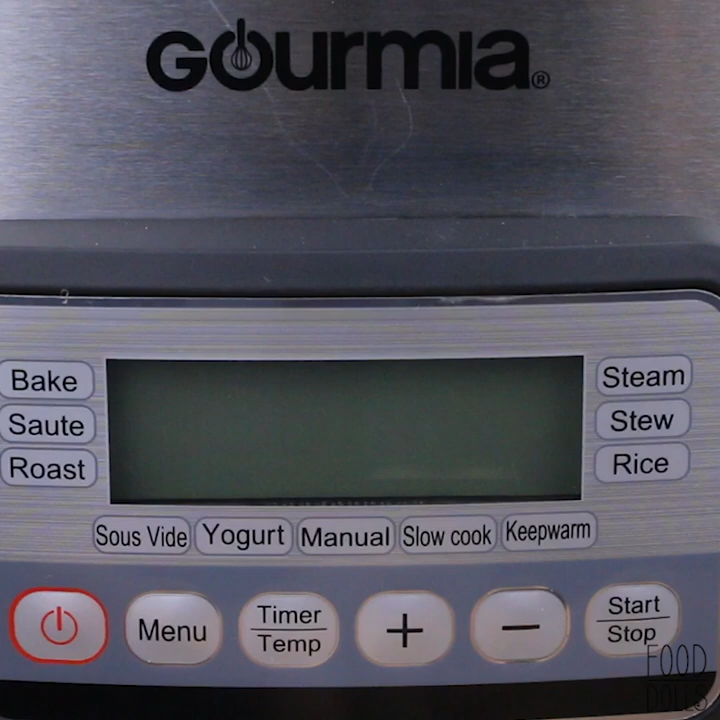 Gourmia®
Bake
Saute
Roast
Steam
Stew
Rice
Sous Vide
Yogurt
Manual
Slow cook
Keepwarm
Menu
Timer
Temp
+
−
Start
Stop
FOOD
DOLLS